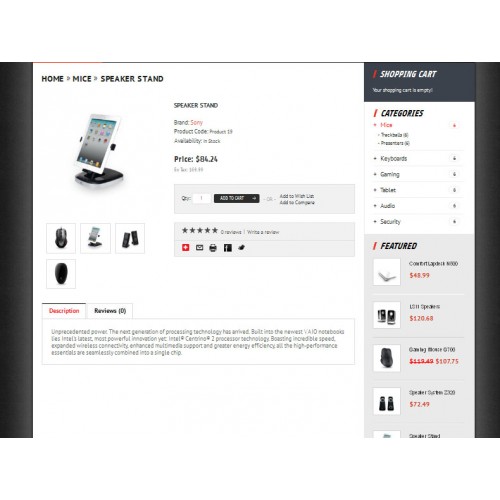 HOME » MICE » SPEAKER STAND
SPEAKER STAND
Brand: Sony
Product Code: Product 19
Availability: In Stock
Price: $84.24
Ex Tax: $69.99
Qty: 1 ADD TO CART - OR - Add to Wish List
Add to Compare
0 reviews | Write a review
Description Reviews (0)
Unprecedented power. The next generation of processing technology has arrived. Built into the newest VAIO notebooks
lies Intel's latest, most powerful innovation yet: Intel® Centrino® 2 processor technology. Boasting incredible speed,
expanded wireless connectivity, enhanced multimedia support and greater energy efficiency, all the high-performance
essentials are seamlessly combined into a single chip.
SHOPPING CART
Your shopping cart is empty!
CATEGORIES
Mice
- Trackballs (6)
- Presenters (6)
Keyboards
Gaming
Tablet
Audio
Security
FEATURED
Comfort Lapdesk N500
$48.99
Speakers
$120.68
Gaming Mouse G700
$119.49 $107.75
Speaker System Z320
$72.49
Speaker Stand